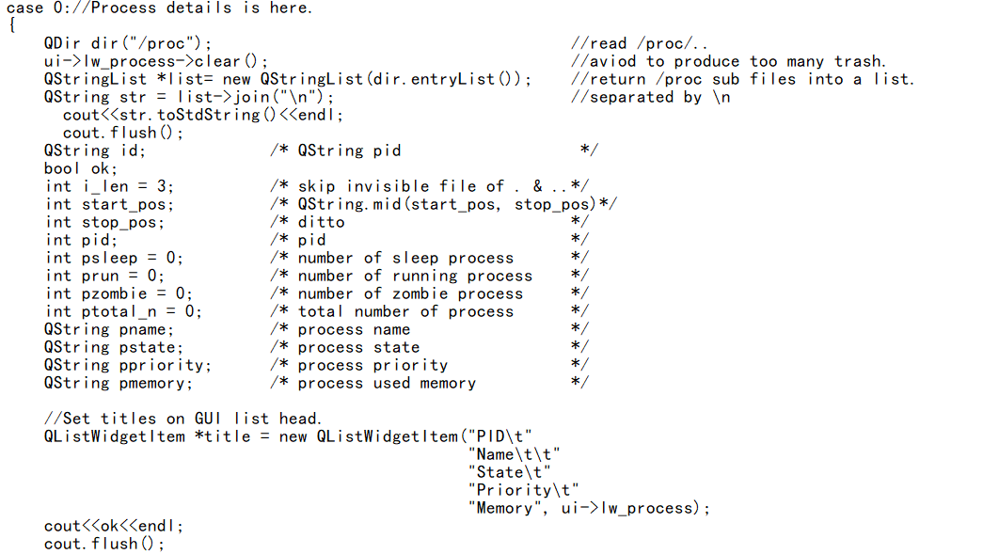 case 0://Process details is here.
{
    QDir dir("/proc");                                      //read /proc/..
    ui->lw_process->clear();                                //aviod to produce too many trash.
    QStringList *list= new QStringList(dir.entryList());    //return /proc sub files into a list.
    QString str = list->join("\n");                         //separated by \n
      cout<<str.toStdString()<<endl;
      cout.flush();
    QString id;             /* QString pid                   */
    bool ok;
    int i_len = 3;          /* skip invisible file of . & ..*/
    int start_pos;          /* QString.mid(start_pos, stop_pos)*/
    int stop_pos;           /* ditto                        */
    int pid;                /* pid                          */
    int psleep = 0;         /* number of sleep process      */
    int prun = 0;           /* number of running process    */
    int pzombie = 0;        /* number of zombie process     */
    int ptotal_n = 0;       /* total number of process      */
    QString pname;          /* process name                 */
    QString pstate;         /* process state                */
    QString ppriority;      /* process priority             */
    QString pmemory;        /* process used memory          */

    //Set titles on GUI list head.
    QListWidgetItem *title = new QListWidgetItem("PID\t"
                                                 "Name\t\t"
                                                 "State\t"
                                                 "Priority\t"
                                                 "Memory", ui->lw_process);
    cout<<ok<<endl;
    cout.flush();